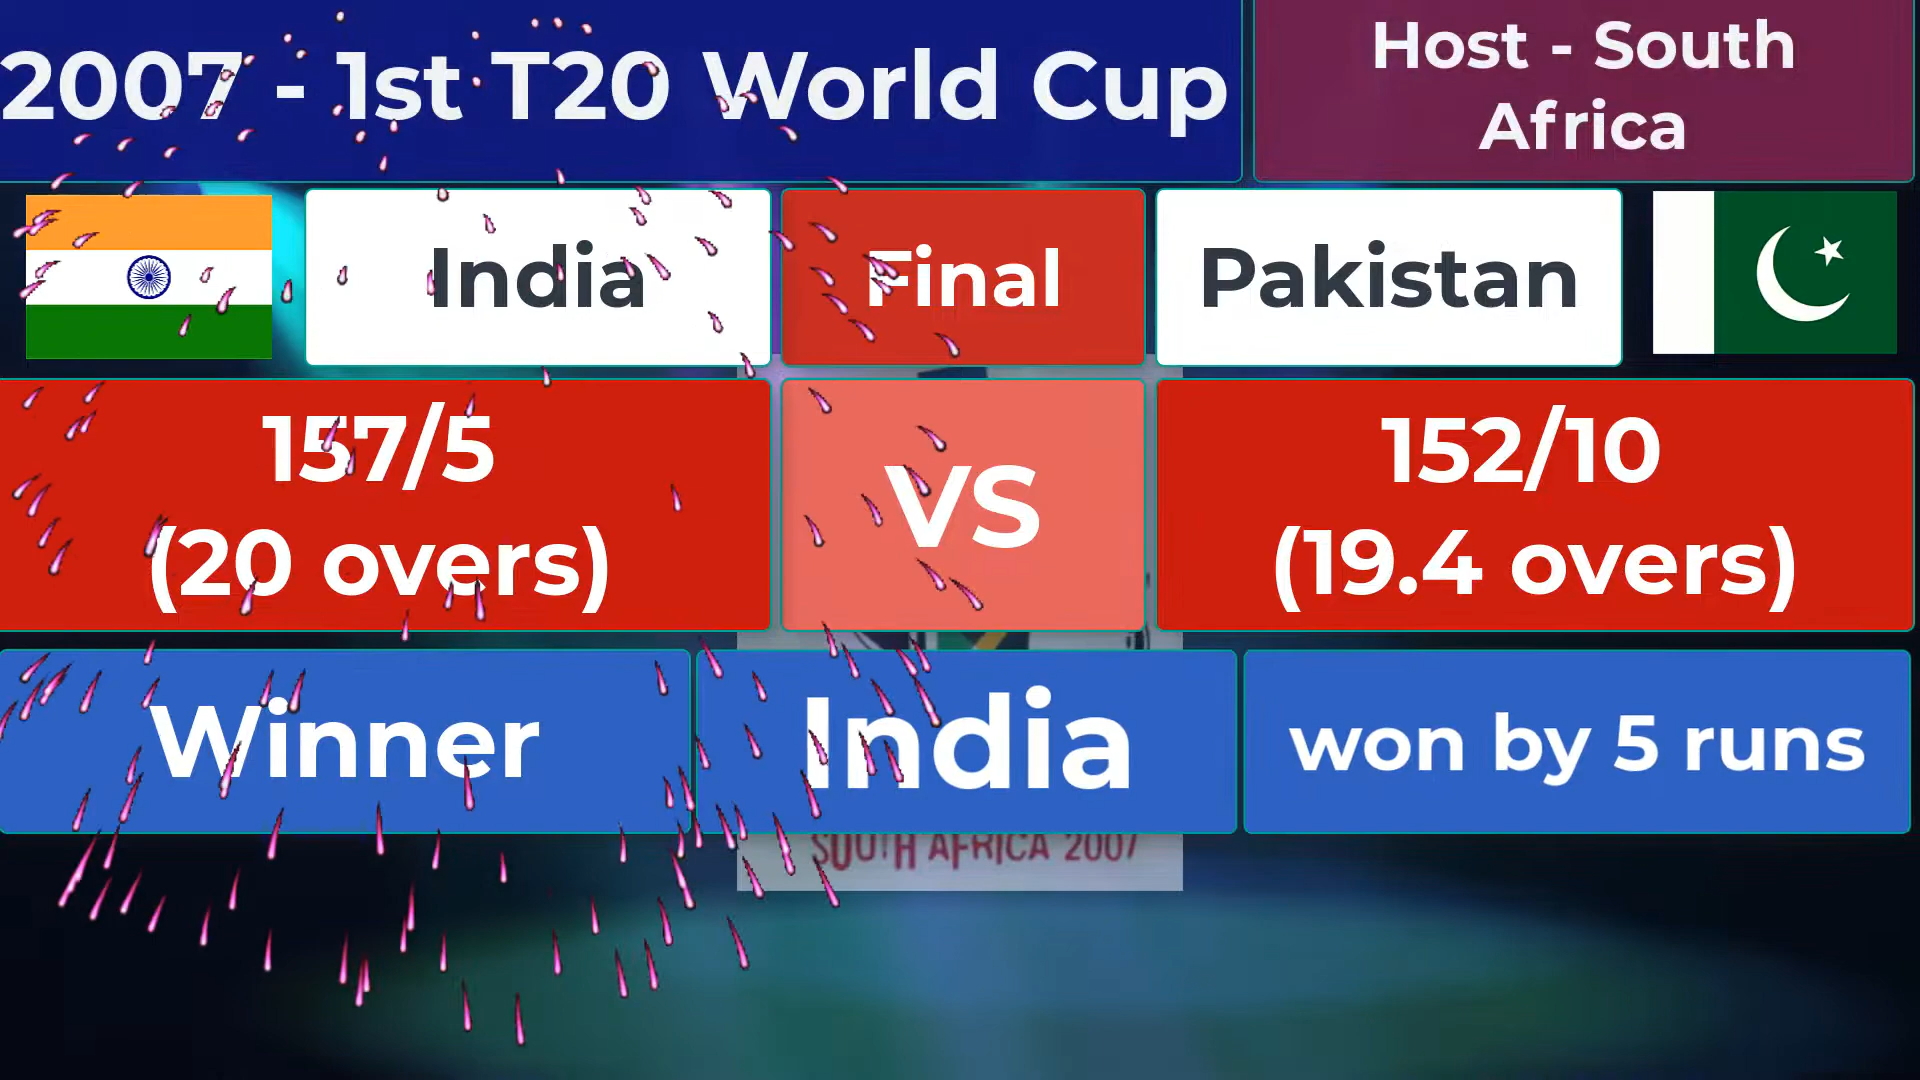 2007 - 1st T20 World Cup
Host - South
Africa
India
Final
Pakistan
157/5
(20 overs)
VS
152/10
(19.4 overs)
Winner
India
won by 5 runs
SOUTH AFRICA 2007